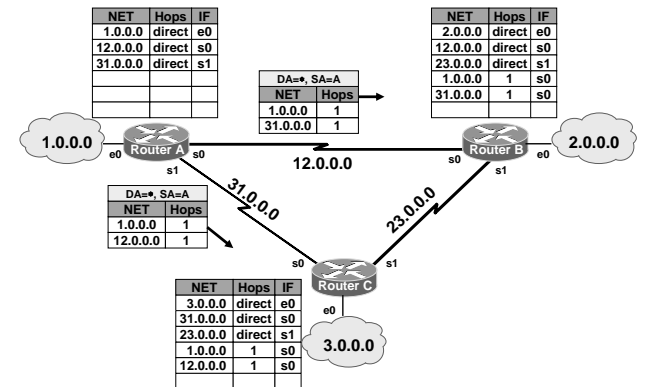 NET Hops IF
1.0.0.0 direct e0
12.0.0.0 direct s0
31.0.0.0 direct s1
NET Hops IF
2.0.0.0 direct e0
12.0.0.0 direct s0
23.0.0.0 direct s1
1.0.0.0 1 s0
31.0.0.0 1 s0
DA=*, SA=A
NET Hops
1.0.0.0 1
31.0.0.0 1
1.0.0.0
e0
Router A
s0
s1
12.0.0.0
s0
Router B
e0
s1
2.0.0.0
31.0.0.0
23.0.0.0
DA=*, SA=A
NET Hops
1.0.0.0 1
12.0.0.0 1
s0
Router C
s1
e0
3.0.0.0
NET Hops IF
3.0.0.0 direct e0
31.0.0.0 direct s0
23.0.0.0 direct s1
1.0.0.0 1 s0
12.0.0.0 1 s0